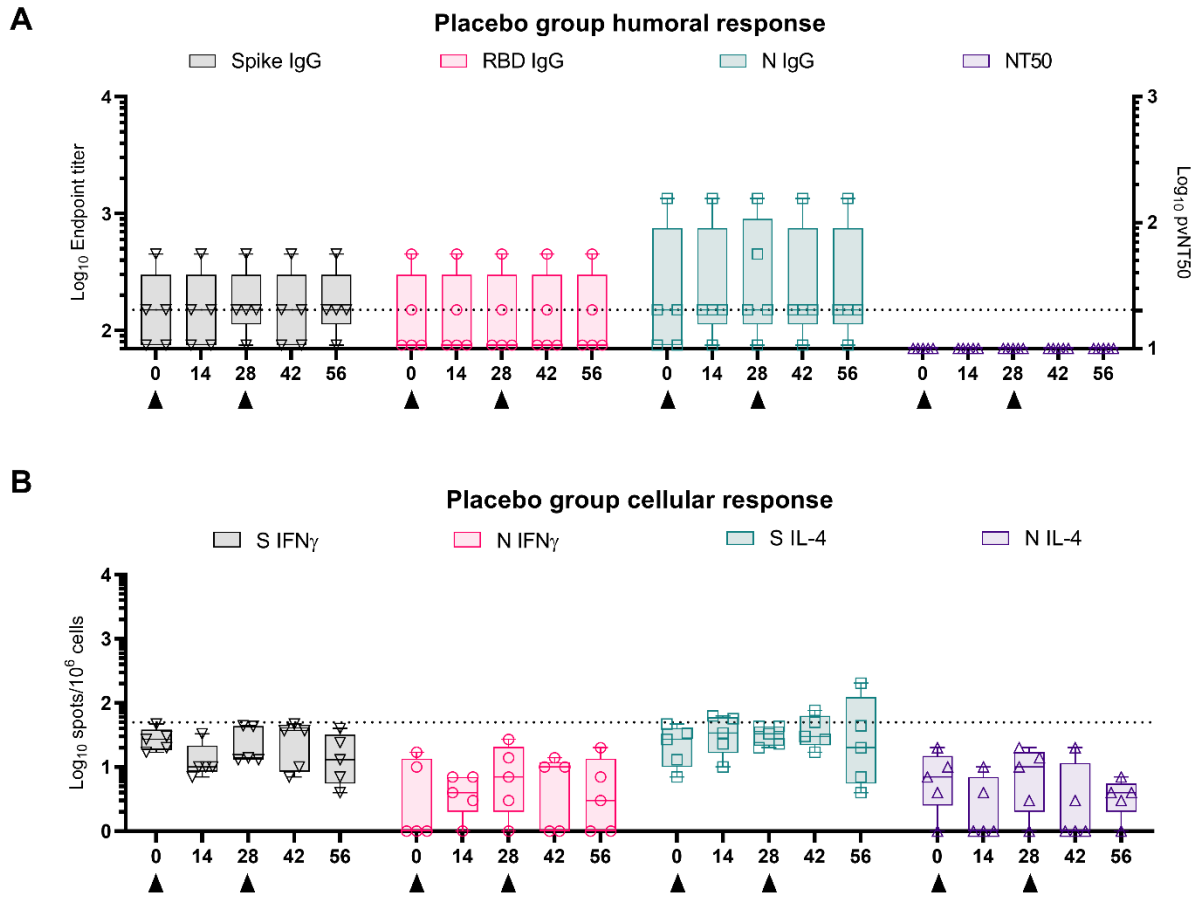 A
Placebo group humoral response
Spike IgG RBD IgG N IgG NT50
4 3
Log10 Endpoint titer
3
2
Log10 pvNT50
2 1
0 14 28 42 56 0 14 28 42 56 0 14 28 42 56 0 14 28 42 56
B
Placebo group cellular response
S IFNγ N IFNγ S IL-4 N IL-4
Log10 spots/10⁶ cells
4
3
2
1
0
0 14 28 42 56 0 14 28 42 56 0 14 28 42 56 0 14 28 42 56